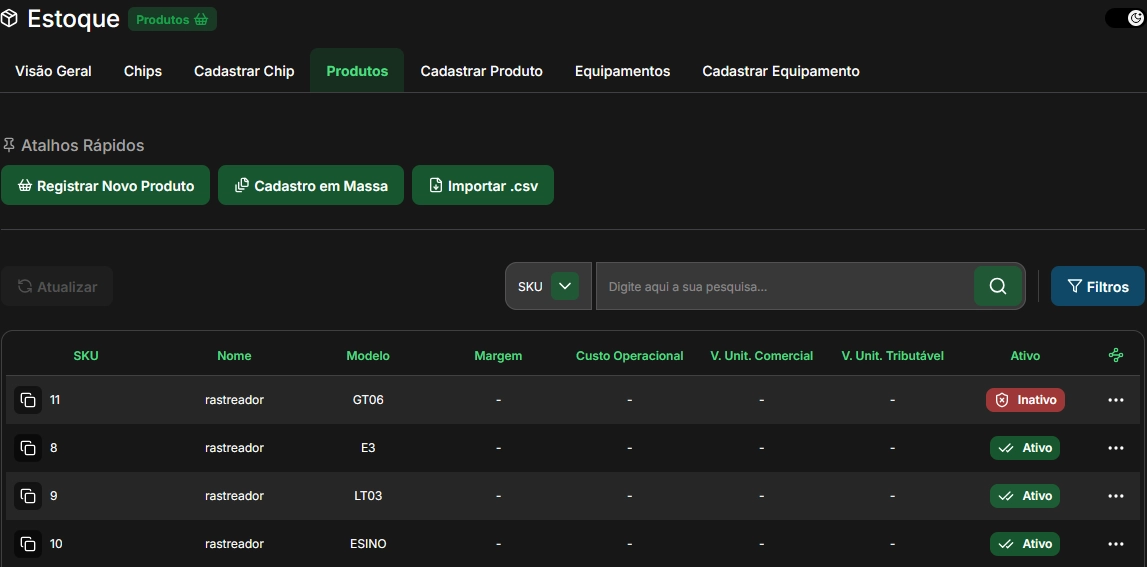 Estoque Produtos
Visão Geral Chips Cadastrar Chip Produtos Cadastrar Produto Equipamentos Cadastrar Equipamento
Atalhos Rápidos
Registrar Novo Produto Cadastro em Massa Importar .csv
Atualizar SKU Digite aqui a sua pesquisa... Filtros
SKU Nome Modelo Margem Custo Operacional V. Unit. Comercial V. Unit. Tributável Ativo
11 rastreador GT06 - - - - Inativo
8 rastreador E3 - - - - Ativo
9 rastreador LT03 - - - - Ativo
10 rastreador ESINO - - - - Ativo